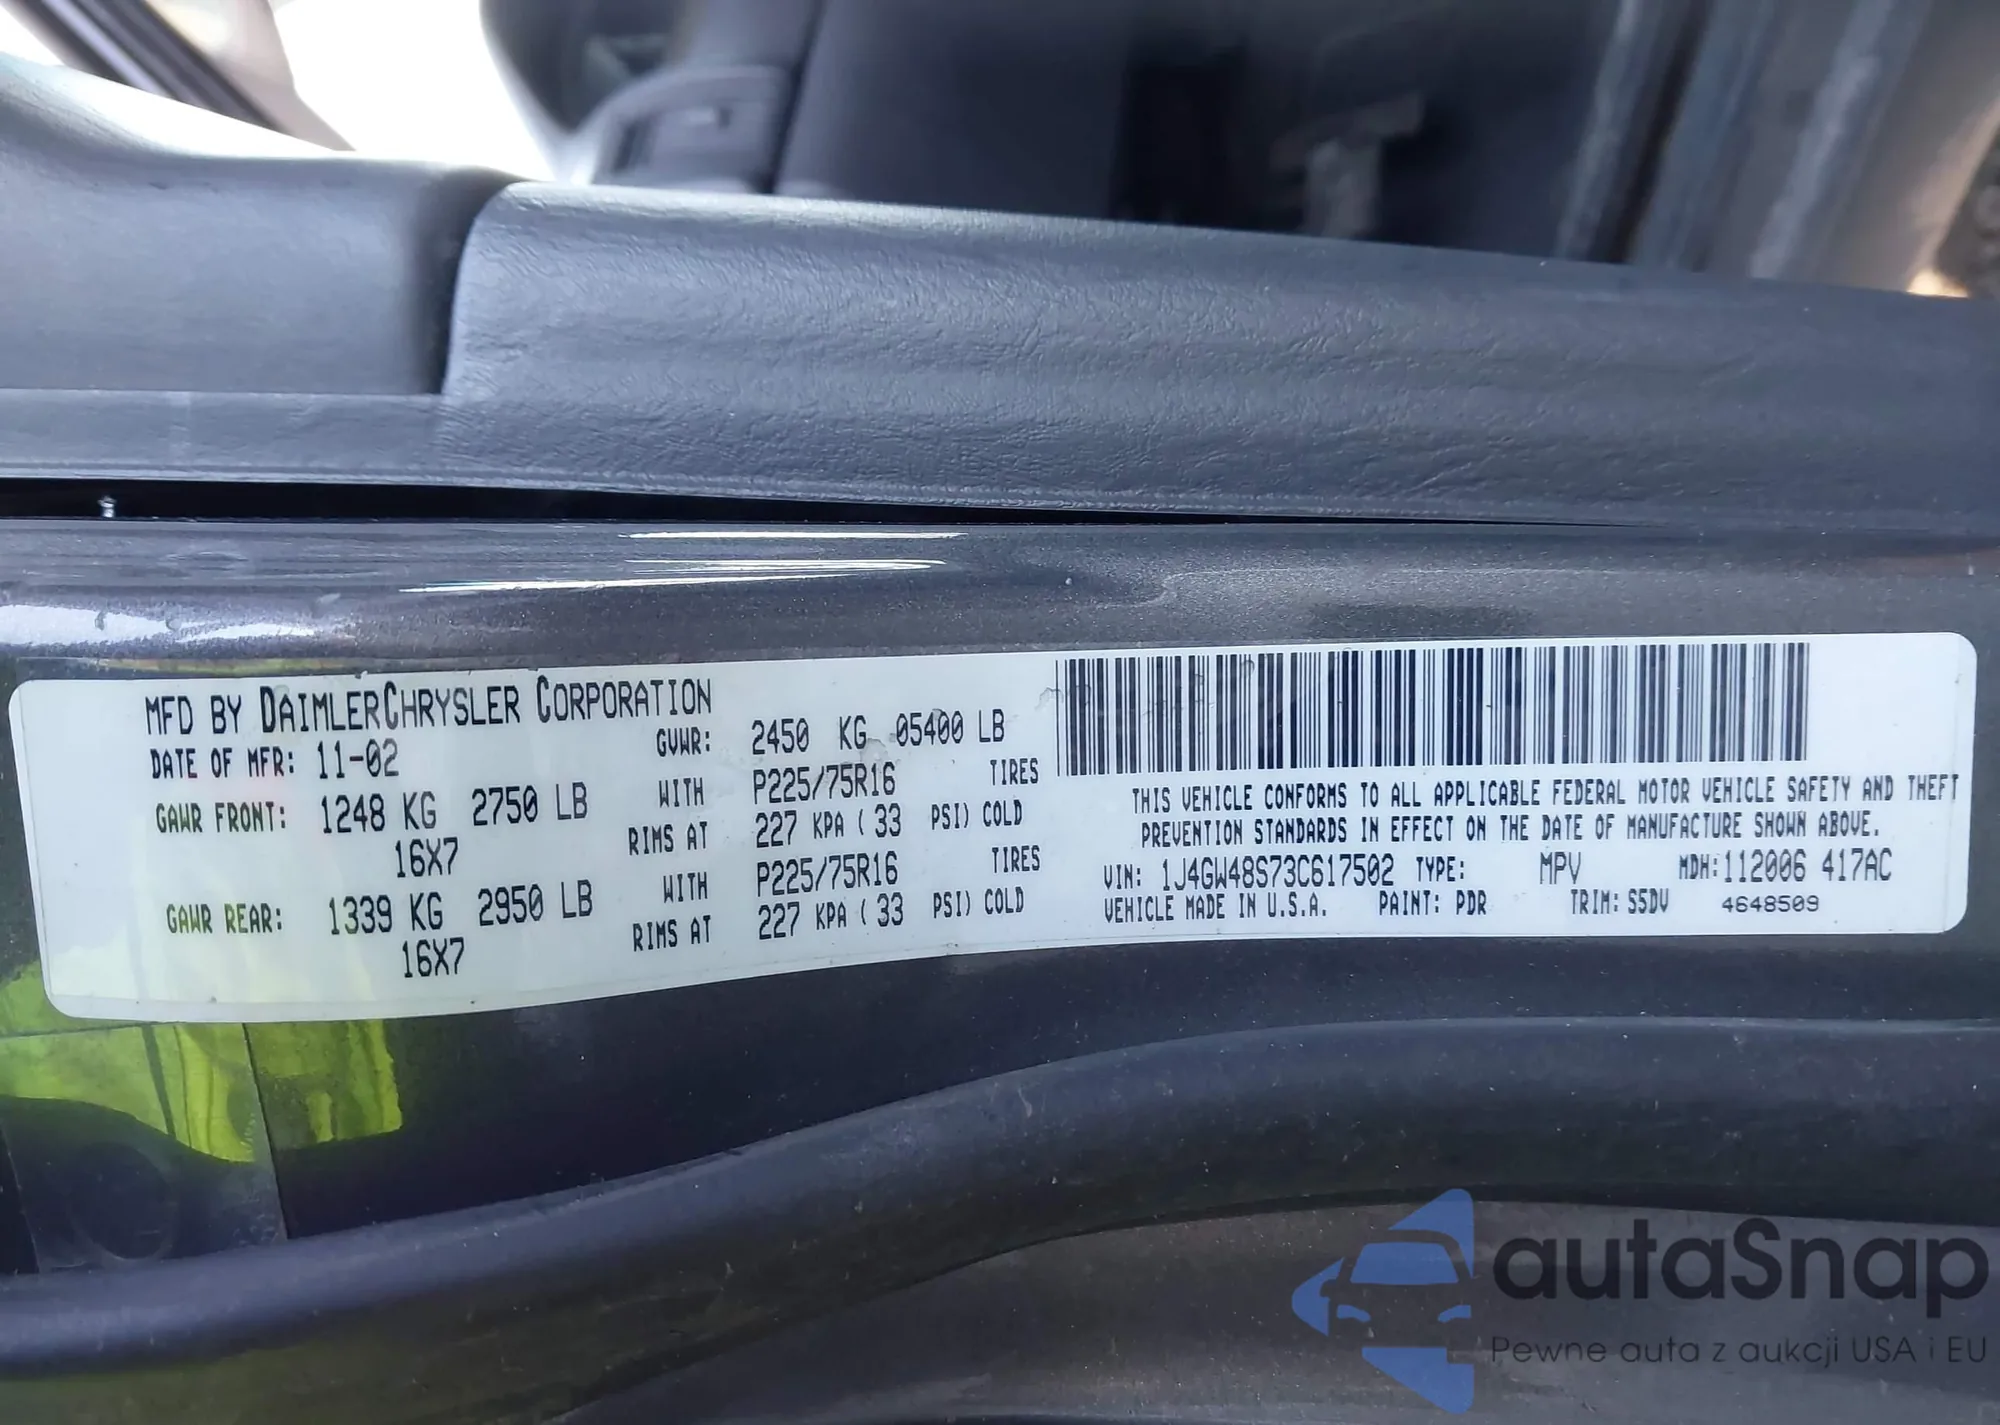 MFD BY DAIMLERCHRYSLER CORPORATION
DATE OF MFR: 11-02 GVWR: 2450 KG 05400 LB
GAWR FRONT: 1248 KG 2750 LB WITH P225/75R16 TIRES
16X7 RIMS AT 227 KPA ( 33 PSI) COLD
GAWR REAR: 1339 KG 2950 LB WITH P225/75R16 TIRES
16X7 RIMS AT 227 KPA ( 33 PSI) COLD
THIS VEHICLE CONFORMS TO ALL APPLICABLE FEDERAL MOTOR VEHICLE SAFETY AND THEFT
PREVENTION STANDARDS IN EFFECT ON THE DATE OF MANUFACTURE SHOWN ABOVE.
VIN: 1J4GW48S73C617502 TYPE: MPV MDH:112006 417AC
VEHICLE MADE IN U.S.A. PAINT: PDR TRIM: S5DV 4648509
autaSnap
Pewne auta z aukcji USA i EU